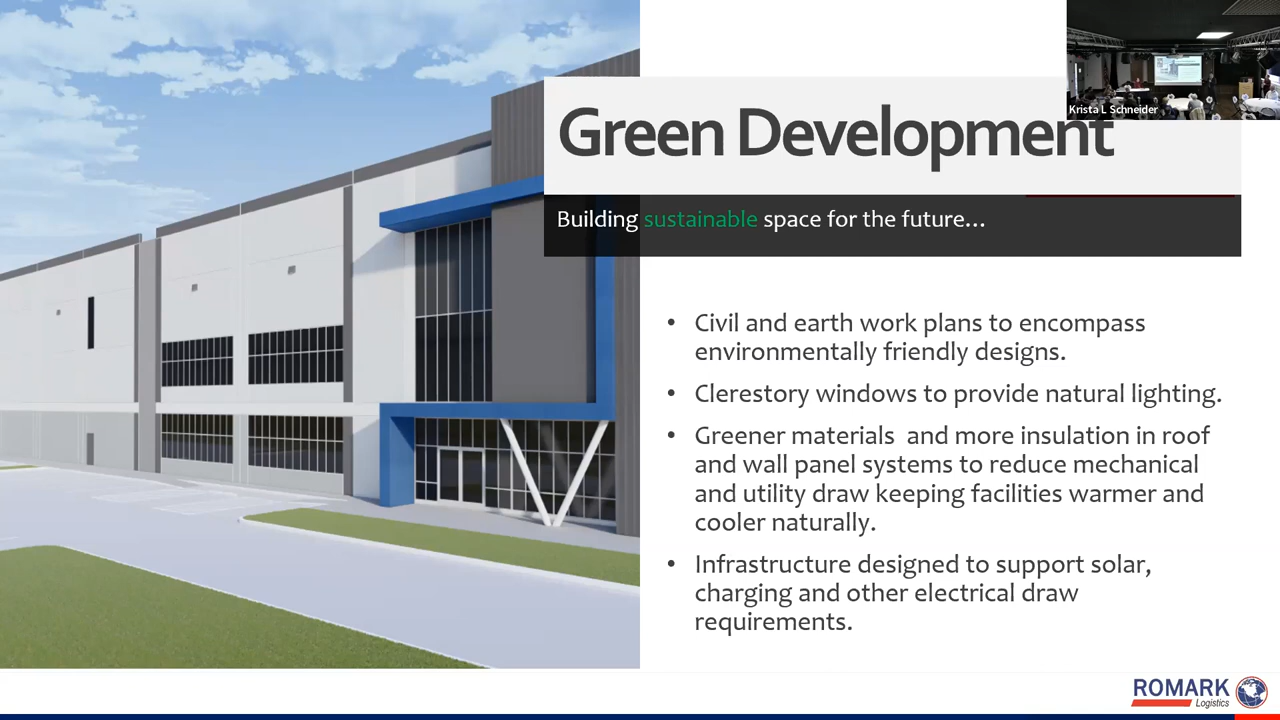 Krista L Schneider
Green Development
Building sustainable space for the future...
• Civil and earth work plans to encompass
environmentally friendly designs.
• Clerestory windows to provide natural lighting.
• Greener materials and more insulation in roof
and wall panel systems to reduce mechanical
and utility draw keeping facilities warmer and
cooler naturally.
• Infrastructure designed to support solar,
charging and other electrical draw
requirements.
ROMARK
Logistics